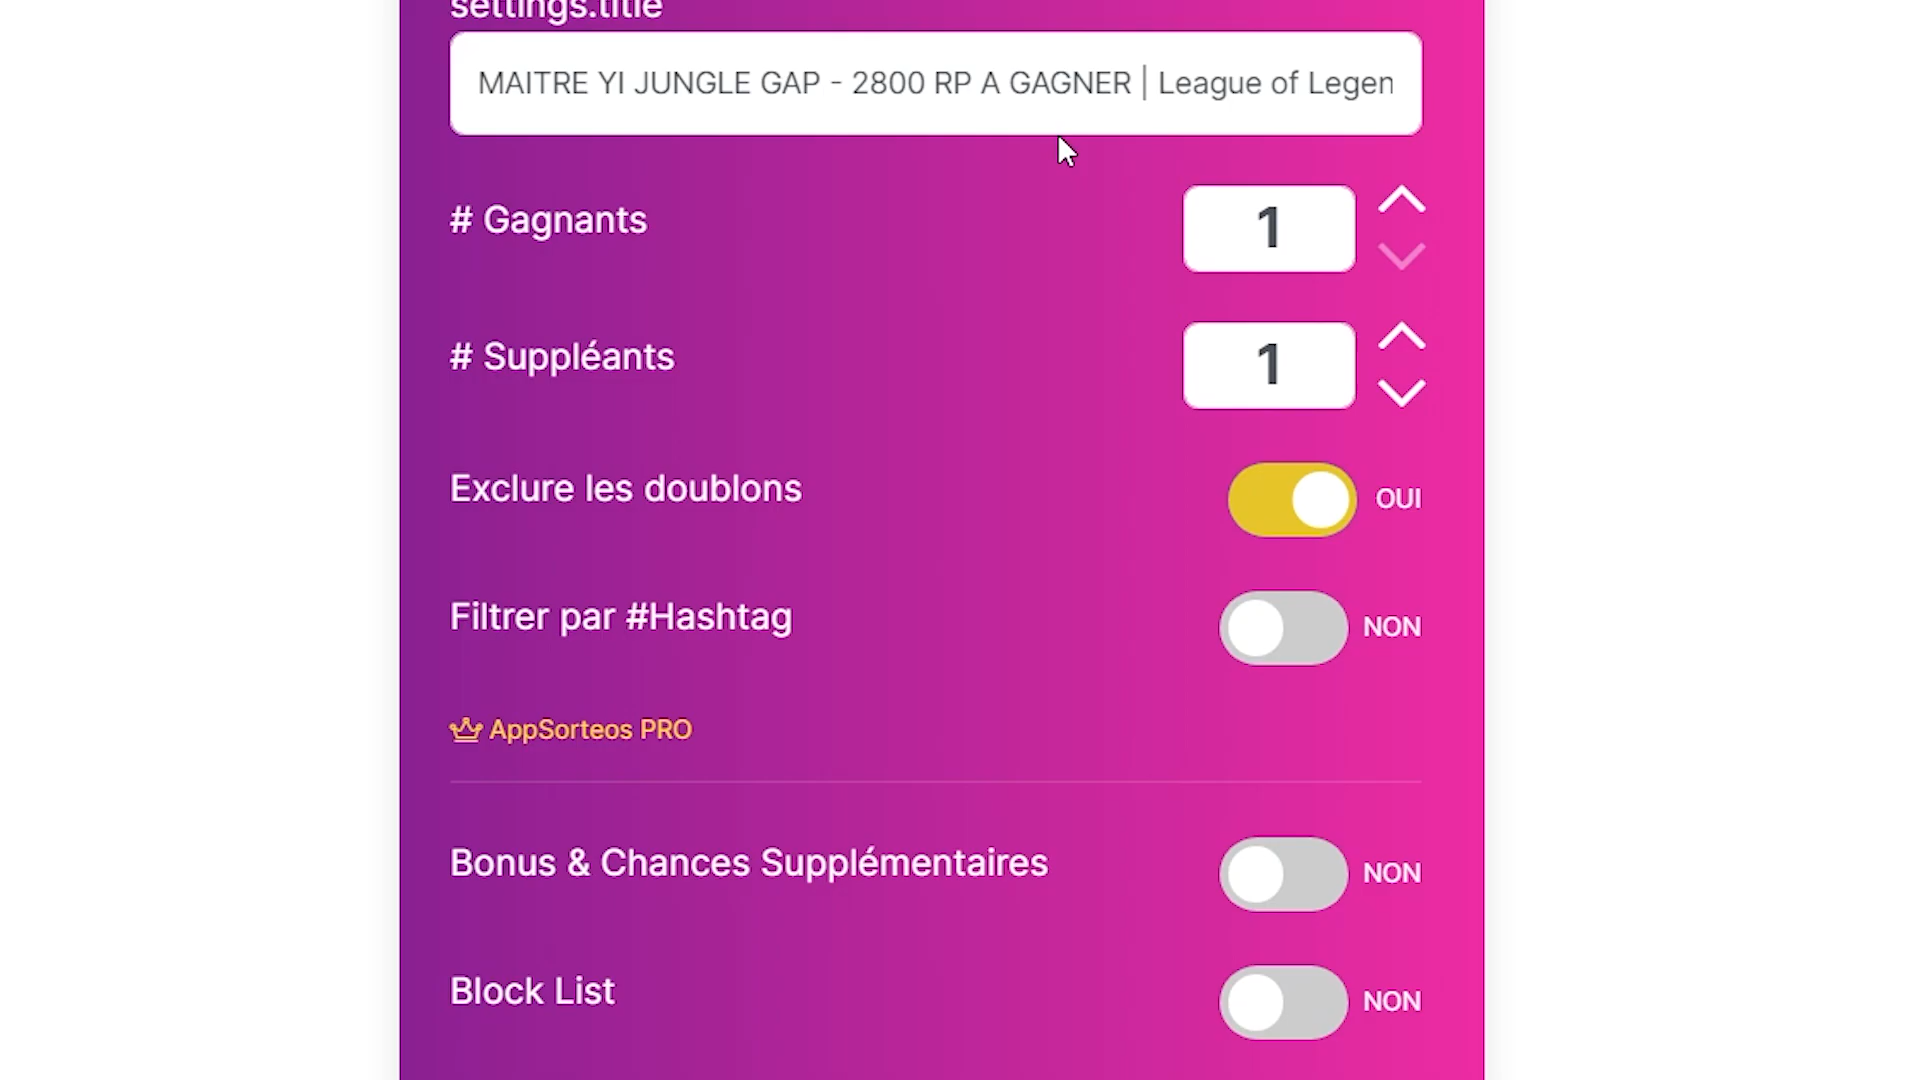 settings.title
MAITRE YI JUNGLE GAP - 2800 RP A GAGNER | League of Legen
# Gagnants
1
# Suppléants
1
Exclure les doublons
OUI
Filtrer par #Hashtag
NON
AppSorteos PRO
Bonus & Chances Supplémentaires
NON
Block List
NON